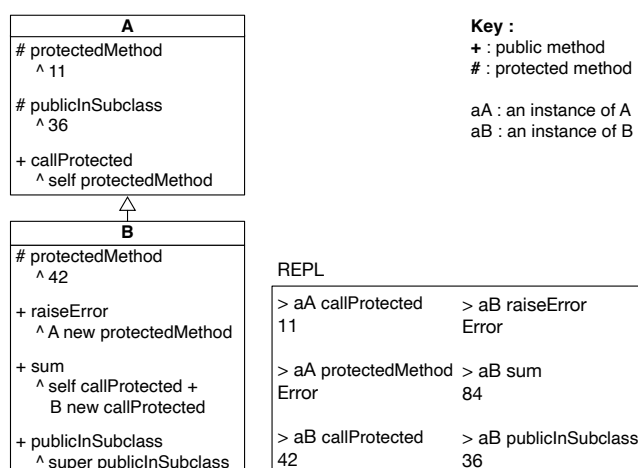 A
# protectedMethod
^ 11
# publicInSubclass
^ 36
+ callProtected
^ self protectedMethod
B
# protectedMethod
^ 42
+ raiseError
^ A new protectedMethod
+ sum
^ self callProtected +
B new callProtected
+ publicInSubclass
^ super publicInSubclass
Key :
+ : public method
# : protected method
aA : an instance of A
aB : an instance of B
REPL
> aA callProtected
11
> aA protectedMethod
Error
> aB callProtected
42
> aB raiseError
Error
> aB sum
84
> aB publicInSubclass
36